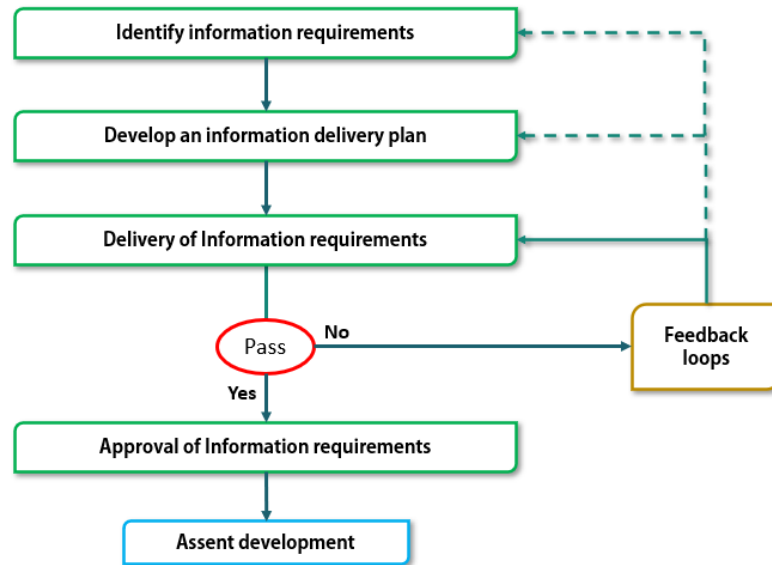 Identify information requirements
Develop an information delivery plan
Delivery of Information requirements
Pass
No
Feedback
loops
Yes
Approval of Information requirements
Assent development